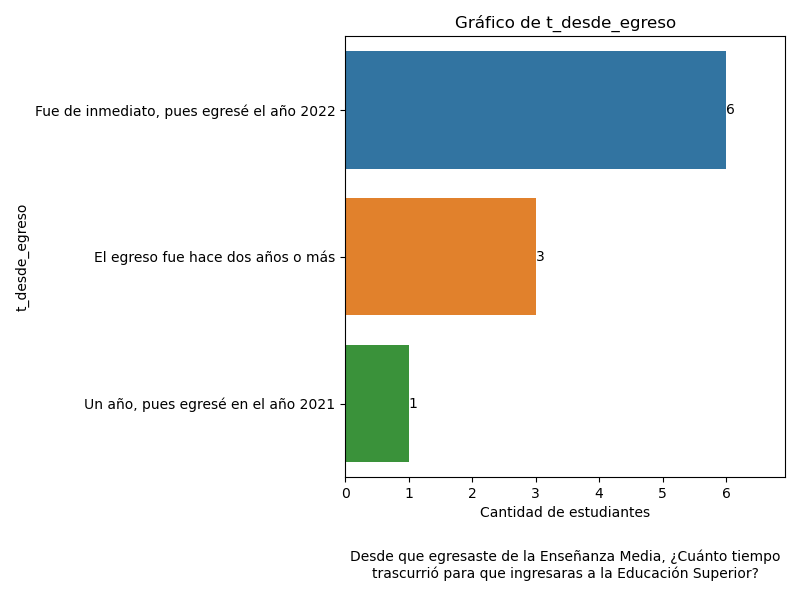 Gráfico de t_desde_egreso
t_desde_egreso
Fue de inmediato, pues egresé el año 2022
6
El egreso fue hace dos años o más
3
Un año, pues egresé en el año 2021
1
0 1 2 3 4 5 6
Cantidad de estudiantes
Desde que egresaste de la Enseñanza Media, ¿Cuánto tiempo
trascurrió para que ingresaras a la Educación Superior?